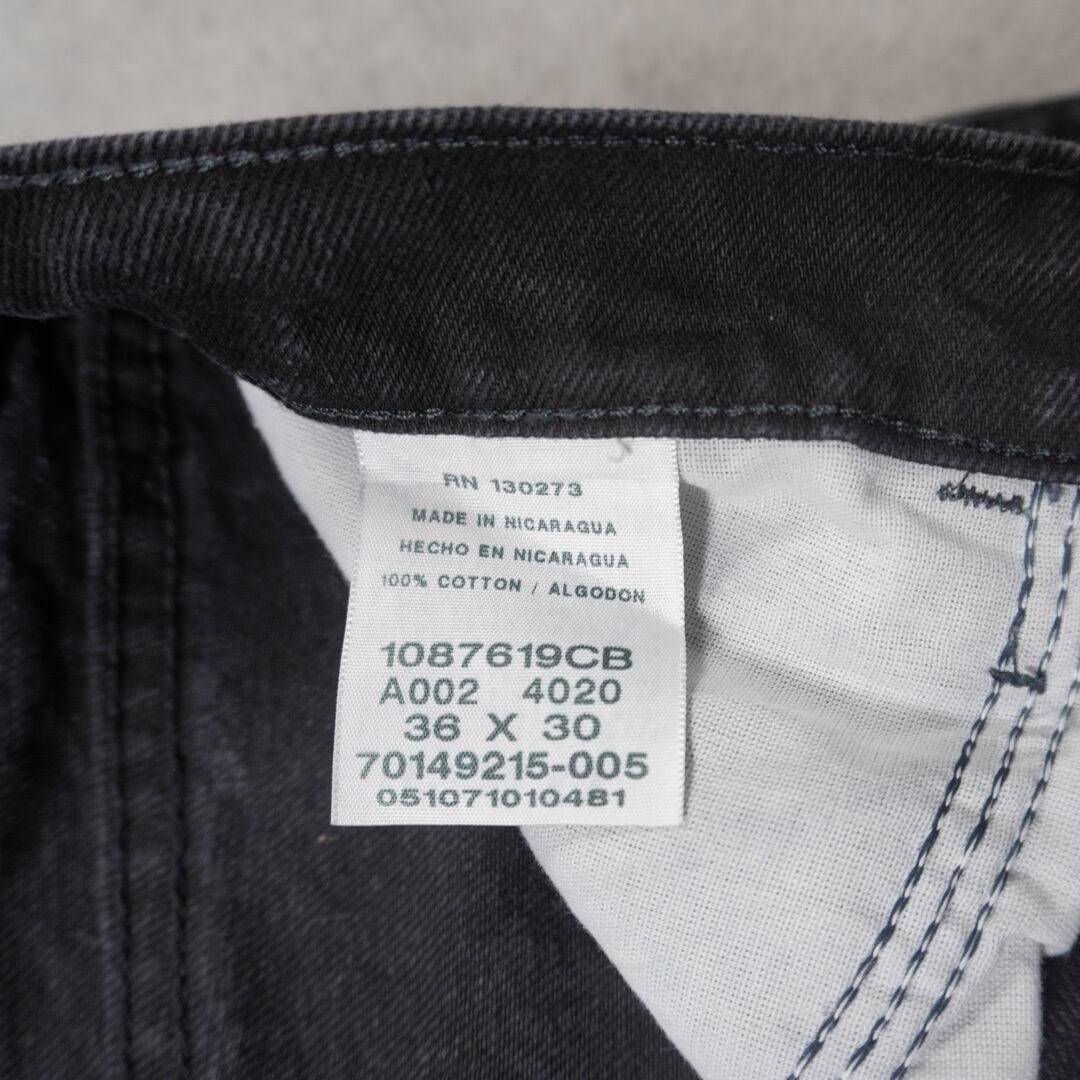 RN 130273
MADE IN NICARAGUA
HECHO EN NICARAGUA
100% COTTON / ALGODON
1087619CB
A002 4020
36 X 30
70149215-005
051071010481